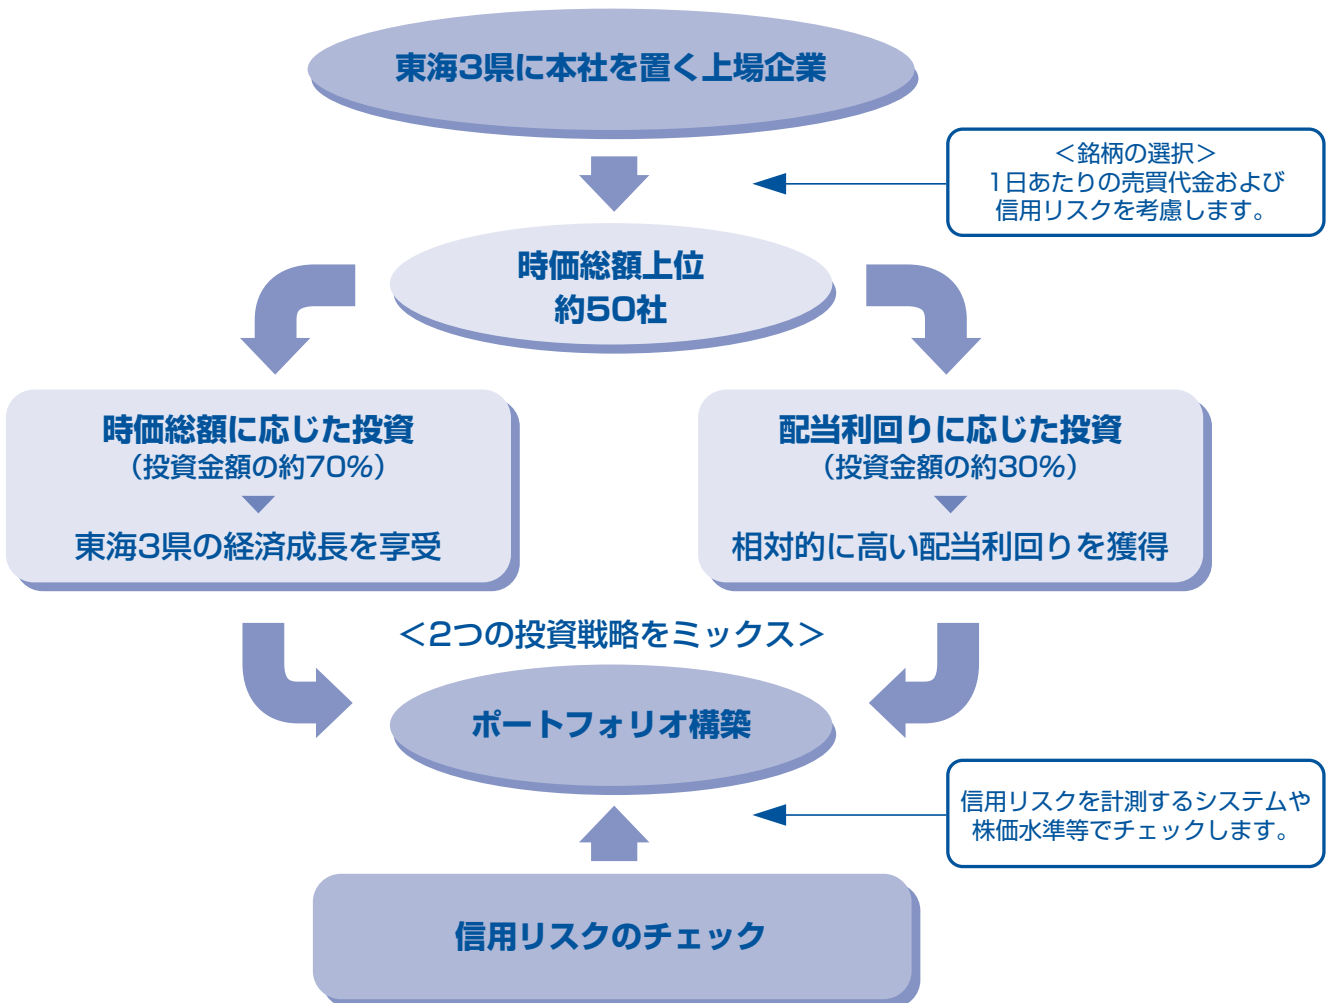 東海3県に本社を置く上場企業
＜銘柄の選択＞
1日あたりの売買代金および
信用リスクを考慮します。
時価総額上位
約50社
時価総額に応じた投資
（投資金額の約70％）
東海3県の経済成長を享受
配当利回りに応じた投資
（投資金額の約30％）
相対的に高い配当利回りを獲得
＜2つの投資戦略をミックス＞
ポートフォリオ構築
信用リスクを計測するシステムや
株価水準等でチェックします。
信用リスクのチェック